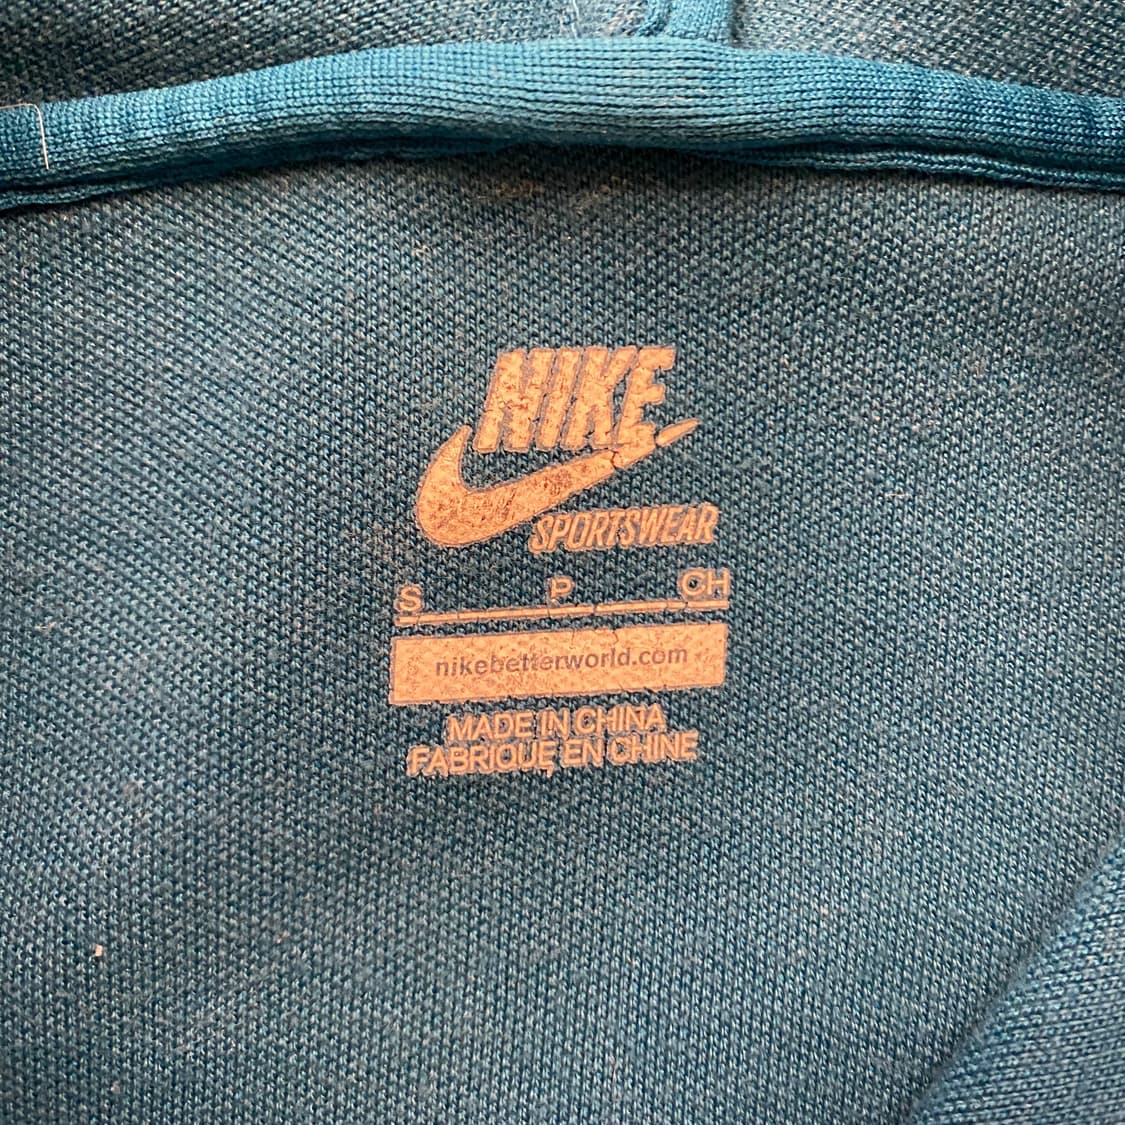 NIKE
SPORTSWEAR
S P CH
nikebetterworld.com
MADE IN CHINA
FABRIQUE EN CHINE